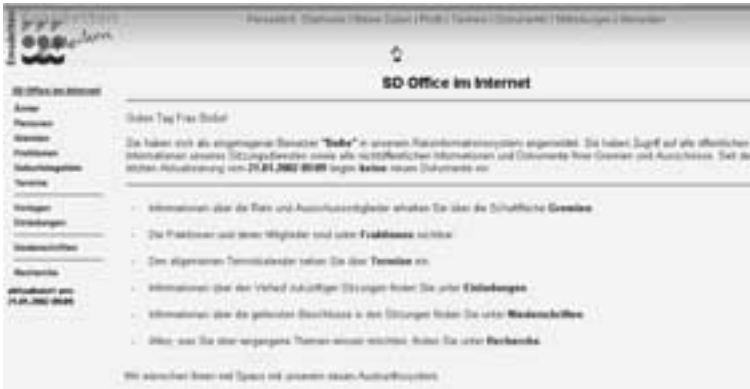 SD Office im Internet
SD Office im Internet
Guten Tag Frau
Personen
Gremien
Fraktionen
Termine
Sie haben sich als eingetragener Benutzer in unserem Ratsinformationssystem angemeldet. Sie haben Zugriff auf alle öffentlichen
Informationen unseres Sitzungsdienstes sowie alle nichtöffentlichen Informationen und Dokumente Ihrer Gremien und Ausschüsse. Seit der
letzten Aktualisierung vom 21.01.2002 liegen keine neuen Dokumente vor.
Vorlagen
Einladungen
Niederschriften
Recherche
aktualisiert am:
21.01.2002
- Informationen über die Rats und Ausschussmitglieder erhalten Sie über die Schaltfläche Gremien
- Die Fraktionen und deren Mitglieder sind unter Fraktionen sichtbar
- Den allgemeinen Terminkalender sehen Sie über Termine ein
- Informationen über den Verlauf zukünftiger Sitzungen finden Sie unter Einladungen
- Informationen über die gefassten Beschlüsse in den Sitzungen finden Sie unter Niederschriften
- Alles, was Sie über vergangene Themen wissen möchten, finden Sie unter Recherche
Wir wünschen Ihnen viel Spass mit unserem neuen Auskunftssystem